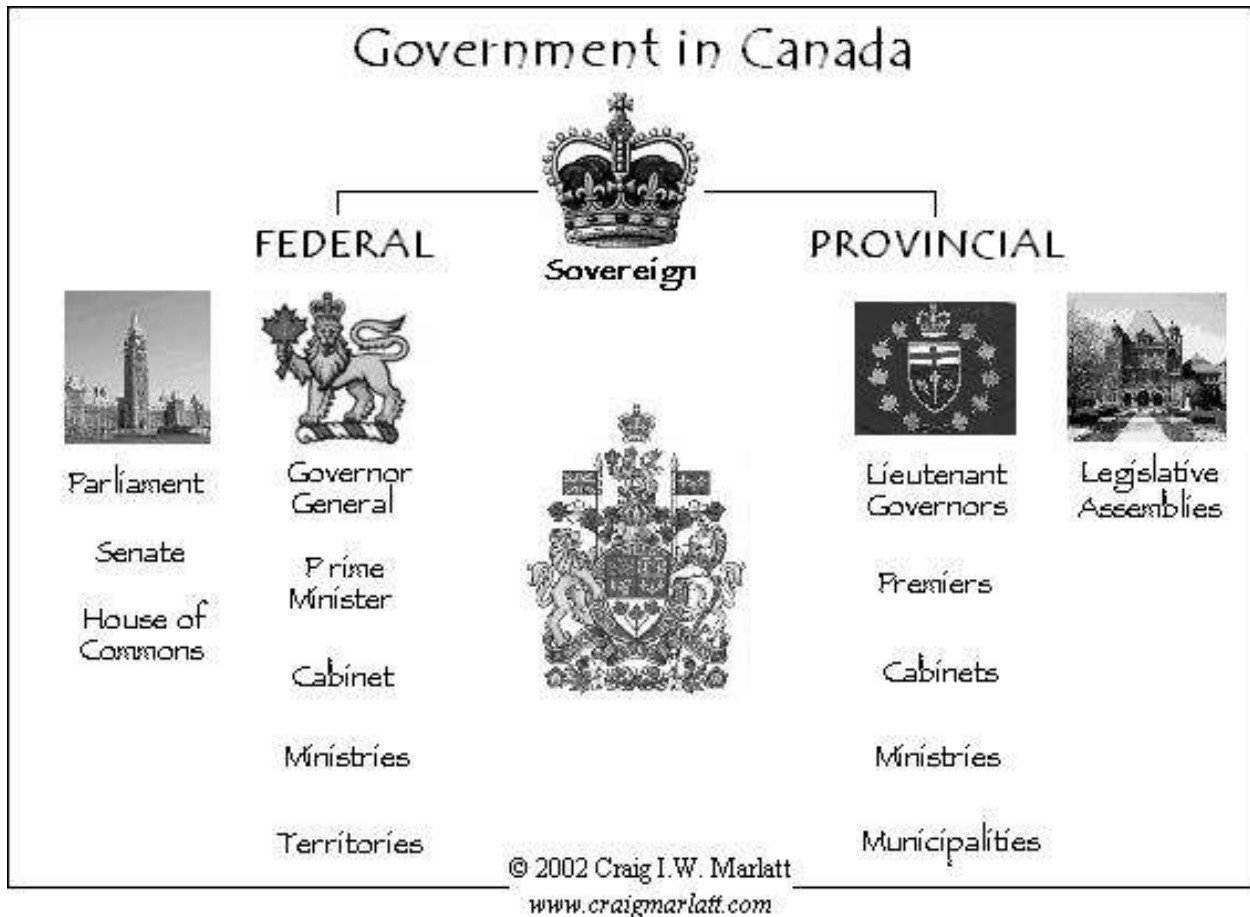 Government in Canada
Sovereign
FEDERAL
Parliament
Senate
House of
Commons
Governor
General
Prime
Minister
Cabinet
Ministries
Territories
PROVINCIAL
Lieutenant
Governors
Premiers
Cabinets
Ministries
Municipalities
Legislative
Assemblies
© 2002 Craig I.W. Marlatt
www.craigmarlatt.com